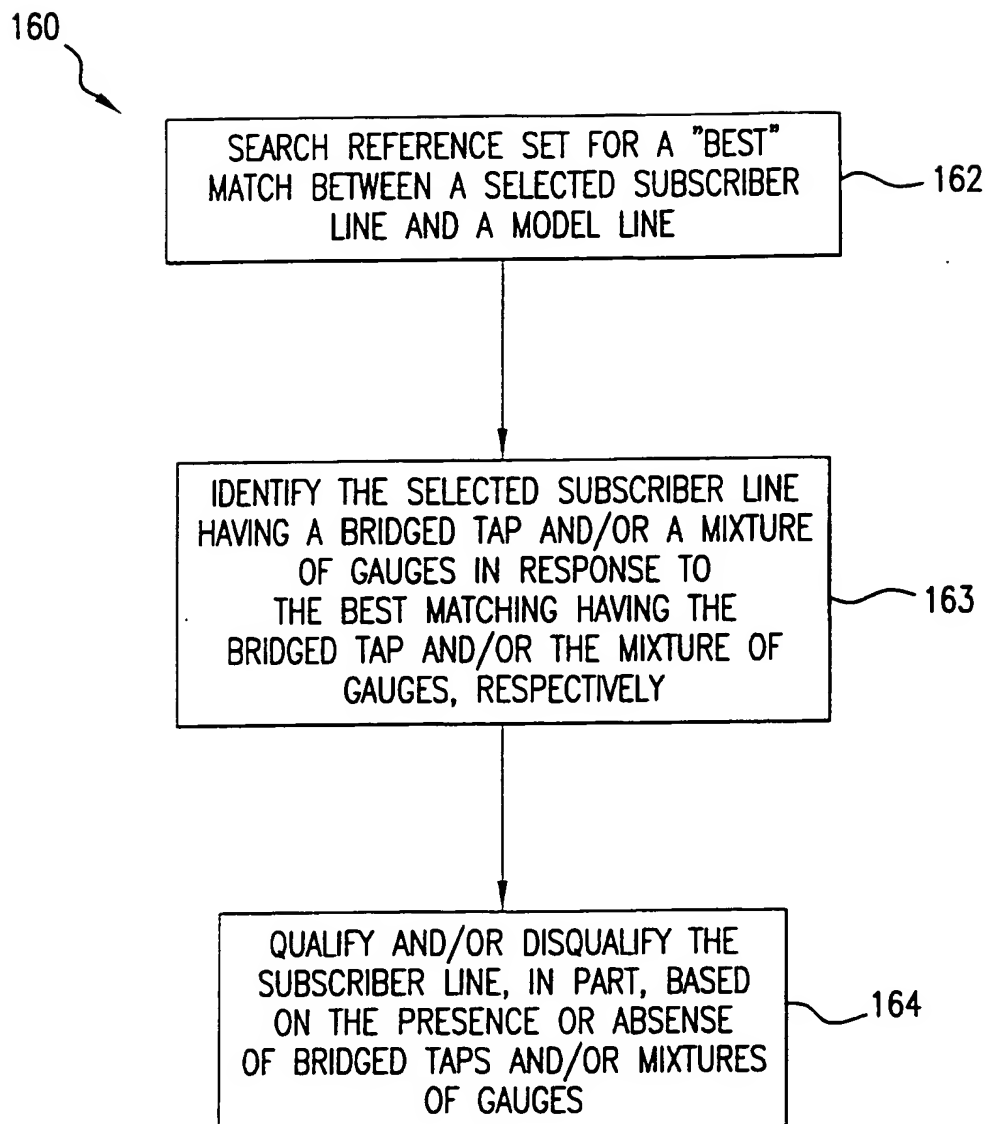 160
SEARCH REFERENCE SET FOR A "BEST"
MATCH BETWEEN A SELECTED SUBSCRIBER
LINE AND A MODEL LINE
162
IDENTIFY THE SELECTED SUBSCRIBER LINE
HAVING A BRIDGED TAP AND/OR A MIXTURE
OF GAUGES IN RESPONSE TO
THE BEST MATCHING HAVING THE
BRIDGED TAP AND/OR THE MIXTURE OF
GAUGES, RESPECTIVELY
163
QUALIFY AND/OR DISQUALIFY THE
SUBSCRIBER LINE, IN PART, BASED
ON THE PRESENCE OR ABSENSE
OF BRIDGED TAPS AND/OR MIXTURES
OF GAUGES
164